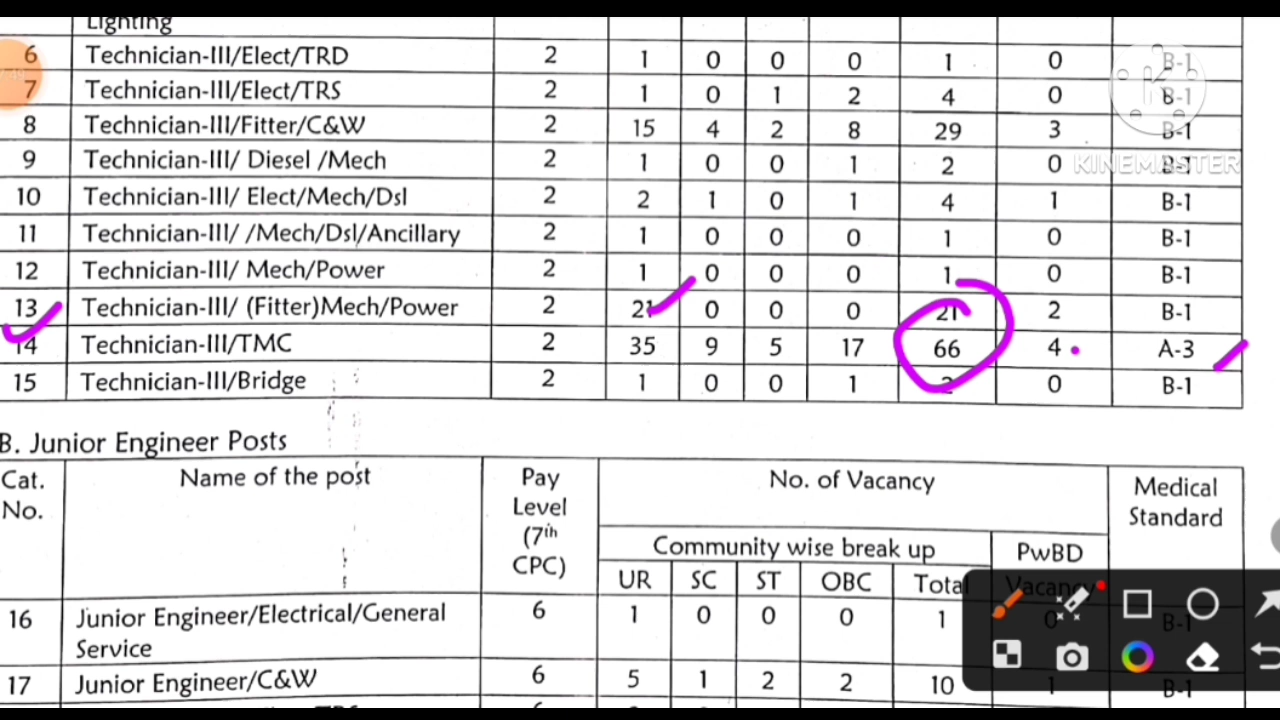 Lighting
6 Technician-III/Elect/TRD 2 1 0 0 0 1 0 B-1
7 Technician-III/Elect/TRS 2 1 0 1 2 4 0 B-1
8 Technician-III/Fitter/C&W 2 15 4 2 8 29 3 B-1
9 Technician-III/ Diesel /Mech 2 1 0 0 1 2 0 B-1
KINEMASTER
10 Technician-III/ Elect/Mech/Dsl 2 2 1 0 1 4 1 B-1
11 Technician-III/ /Mech/Dsl/Ancillary 2 1 0 0 0 1 0 B-1
12 Technician-III/ Mech/Power 2 1 0 0 0 1 0 B-1
13 Technician-III/ (Fitter)Mech/Power 2 21 0 0 0 21 2 B-1
14 Technician-III/TMC 2 35 9 5 17 66 4 A-3
15 Technician-III/Bridge 2 1 0 0 1 2 0 B-1
B. Junior Engineer Posts
Cat. No. Name of the post Pay Level (7th CPC) No. of Vacancy Medical Standard
Community wise break up PwBD Vacancy
UR SC ST OBC Total
16 Junior Engineer/Electrical/General Service 6 1 0 0 0 1 0 B-1
17 Junior Engineer/C&W 6 5 1 2 2 10 1 B-1